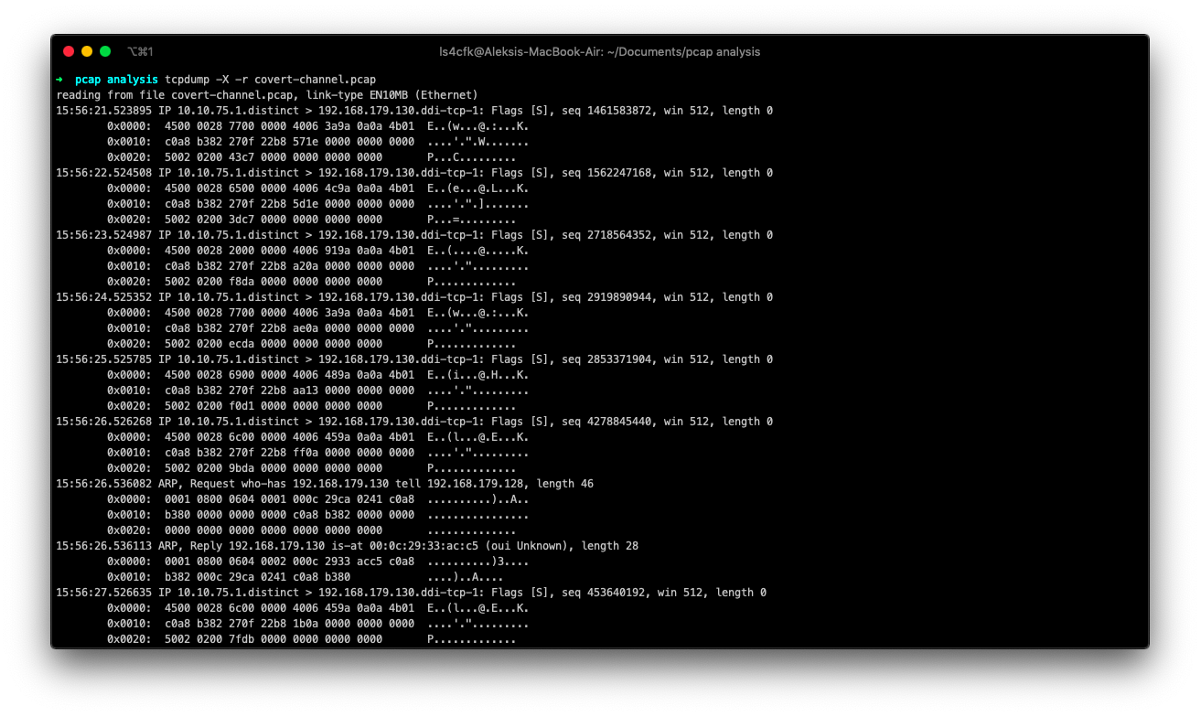 ⌥⌘1
ls4cfk@Aleksis-MacBook-Air: ~/Documents/pcap analysis
➜ pcap analysis tcpdump -X -r covert-channel.pcap
reading from file covert-channel.pcap, link-type EN10MB (Ethernet)
15:56:21.523895 IP 10.10.75.1.distinct > 192.168.179.130.ddi-tcp-1: Flags [S], seq 1461583872, win 512, length 0
0x0000: 4500 0028 7700 0000 4006 3a9a 0a0a 4b01 E..(w...@.:...K.
0x0010: c0a8 b382 270f 22b8 571e 0000 0000 0000 ....'.".W.......
0x0020: 5002 0200 43c7 0000 0000 0000 P...C.........
15:56:22.524508 IP 10.10.75.1.distinct > 192.168.179.130.ddi-tcp-1: Flags [S], seq 1562247168, win 512, length 0
0x0000: 4500 0028 6500 0000 4006 4c9a 0a0a 4b01 E..(e...@.L...K.
0x0010: c0a8 b382 270f 22b8 5d1e 0000 0000 0000 ....'.".].......
0x0020: 5002 0200 3dc7 0000 0000 0000 P...=.........
15:56:23.524987 IP 10.10.75.1.distinct > 192.168.179.130.ddi-tcp-1: Flags [S], seq 2718564352, win 512, length 0
0x0000: 4500 0028 2000 0000 4006 919a 0a0a 4b01 E..(....@.....K.
0x0010: c0a8 b382 270f 22b8 a20a 0000 0000 0000 ....'.".........
0x0020: 5002 0200 f8da 0000 0000 0000 P.............
15:56:24.525352 IP 10.10.75.1.distinct > 192.168.179.130.ddi-tcp-1: Flags [S], seq 2919890944, win 512, length 0
0x0000: 4500 0028 7700 0000 4006 3a9a 0a0a 4b01 E..(w...@.:...K.
0x0010: c0a8 b382 270f 22b8 ae0a 0000 0000 0000 ....'.".........
0x0020: 5002 0200 ecda 0000 0000 0000 P.............
15:56:25.525785 IP 10.10.75.1.distinct > 192.168.179.130.ddi-tcp-1: Flags [S], seq 2853371904, win 512, length 0
0x0000: 4500 0028 6900 0000 4006 489a 0a0a 4b01 E..(i...@.H...K.
0x0010: c0a8 b382 270f 22b8 aa13 0000 0000 0000 ....'.".........
0x0020: 5002 0200 f0d1 0000 0000 0000 P.............
15:56:26.526268 IP 10.10.75.1.distinct > 192.168.179.130.ddi-tcp-1: Flags [S], seq 4278845440, win 512, length 0
0x0000: 4500 0028 6c00 0000 4006 459a 0a0a 4b01 E..(l...@.E...K.
0x0010: c0a8 b382 270f 22b8 ff0a 0000 0000 0000 ....'.".........
0x0020: 5002 0200 9bda 0000 0000 0000 P.............
15:56:26.536082 ARP, Request who-has 192.168.179.130 tell 192.168.179.128, length 46
0x0000: 0001 0800 0604 0001 000c 29ca 0241 c0a8 ..........)..A..
0x0010: b380 0000 0000 0000 c0a8 b382 0000 0000 ................
0x0020: 0000 0000 0000 0000 0000 0000 0000 ..............
15:56:26.536113 ARP, Reply 192.168.179.130 is-at 00:0c:29:33:ac:c5 (oui Unknown), length 28
0x0000: 0001 0800 0604 0002 000c 2933 acc5 c0a8 ..........)3....
0x0010: b382 000c 29ca 0241 c0a8 b380 ....)..A....
15:56:27.526635 IP 10.10.75.1.distinct > 192.168.179.130.ddi-tcp-1: Flags [S], seq 453640192, win 512, length 0
0x0000: 4500 0028 6c00 0000 4006 459a 0a0a 4b01 E..(l...@.E...K.
0x0010: c0a8 b382 270f 22b8 1b0a 0000 0000 0000 ....'.".........
0x0020: 5002 0200 7fdb 0000 0000 0000 P.............